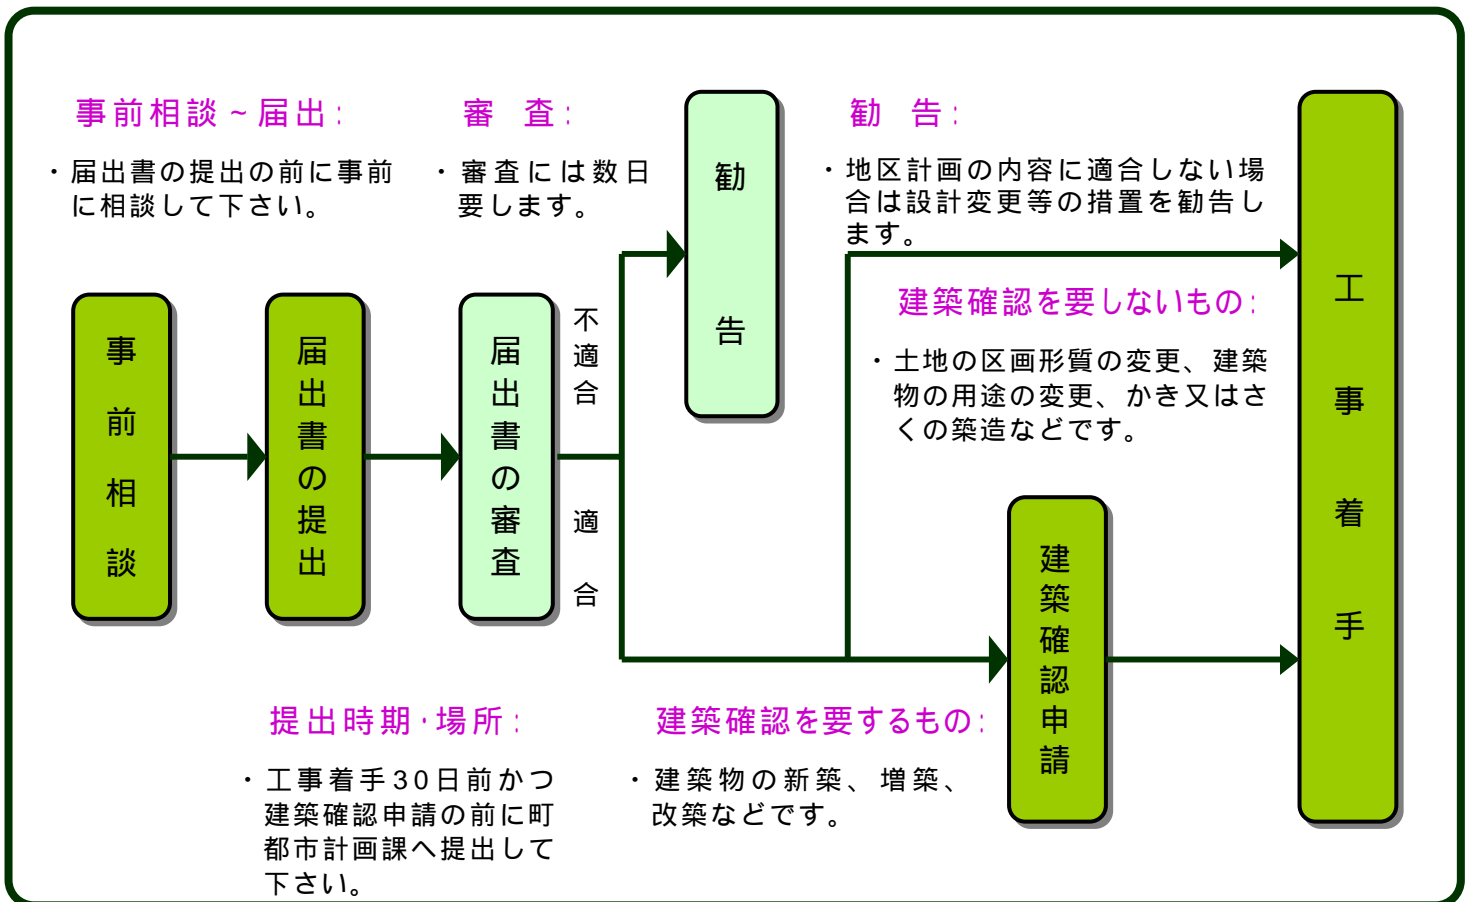 事前相談~届出:
・届出書の提出の前に事前
に相談して下さい。
審 査:
・審査には数日
要します。
勧告
勧 告:
・地区計画の内容に適合しない場
合は設計変更等の措置を勧告し
ます。
建築確認を要しないもの:
・土地の区画形質の変更、建築
物の用途の変更、かき又はさ
くの築造などです。
事前相談
届出書の提出
届出書の審査
不適合
適合
建築確認申請
工事着手
提出時期・場所:
・工事着手30日前かつ
建築確認申請の前に町
都市計画課へ提出して
下さい。
建築確認を要するもの:
・建築物の新築、増築、
改築などです。